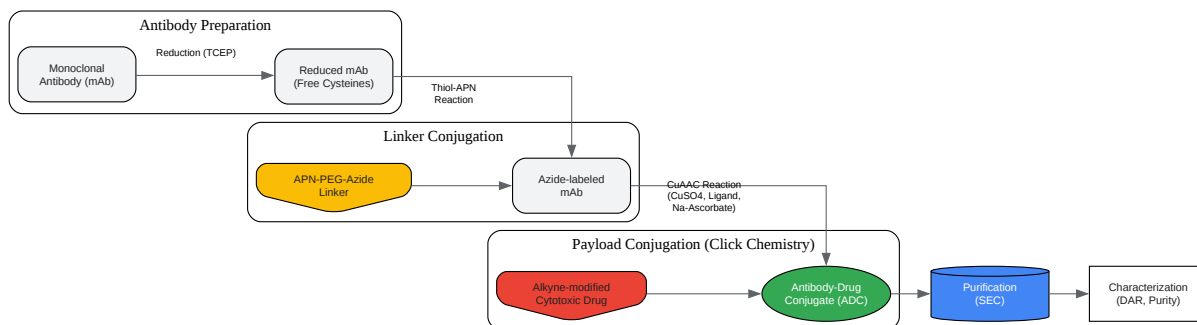 Antibody Preparation
Monoclonal
Antibody (mAb)
Reduction (TCEP)
Reduced mAb
(Free Cysteines)
Thiol-APN
Reaction
Linker Conjugation
APN-PEG-Azide
Linker
Azide-labeled
mAb
CuAAC Reaction
(CuSO4, Ligand,
Na-Ascorbate)
Payload Conjugation (Click Chemistry)
Alkyne-modified
Cytotoxic Drug
Antibody-Drug
Conjugate (ADC)
Purification
(SEC)
Characterization
(DAR, Purity)